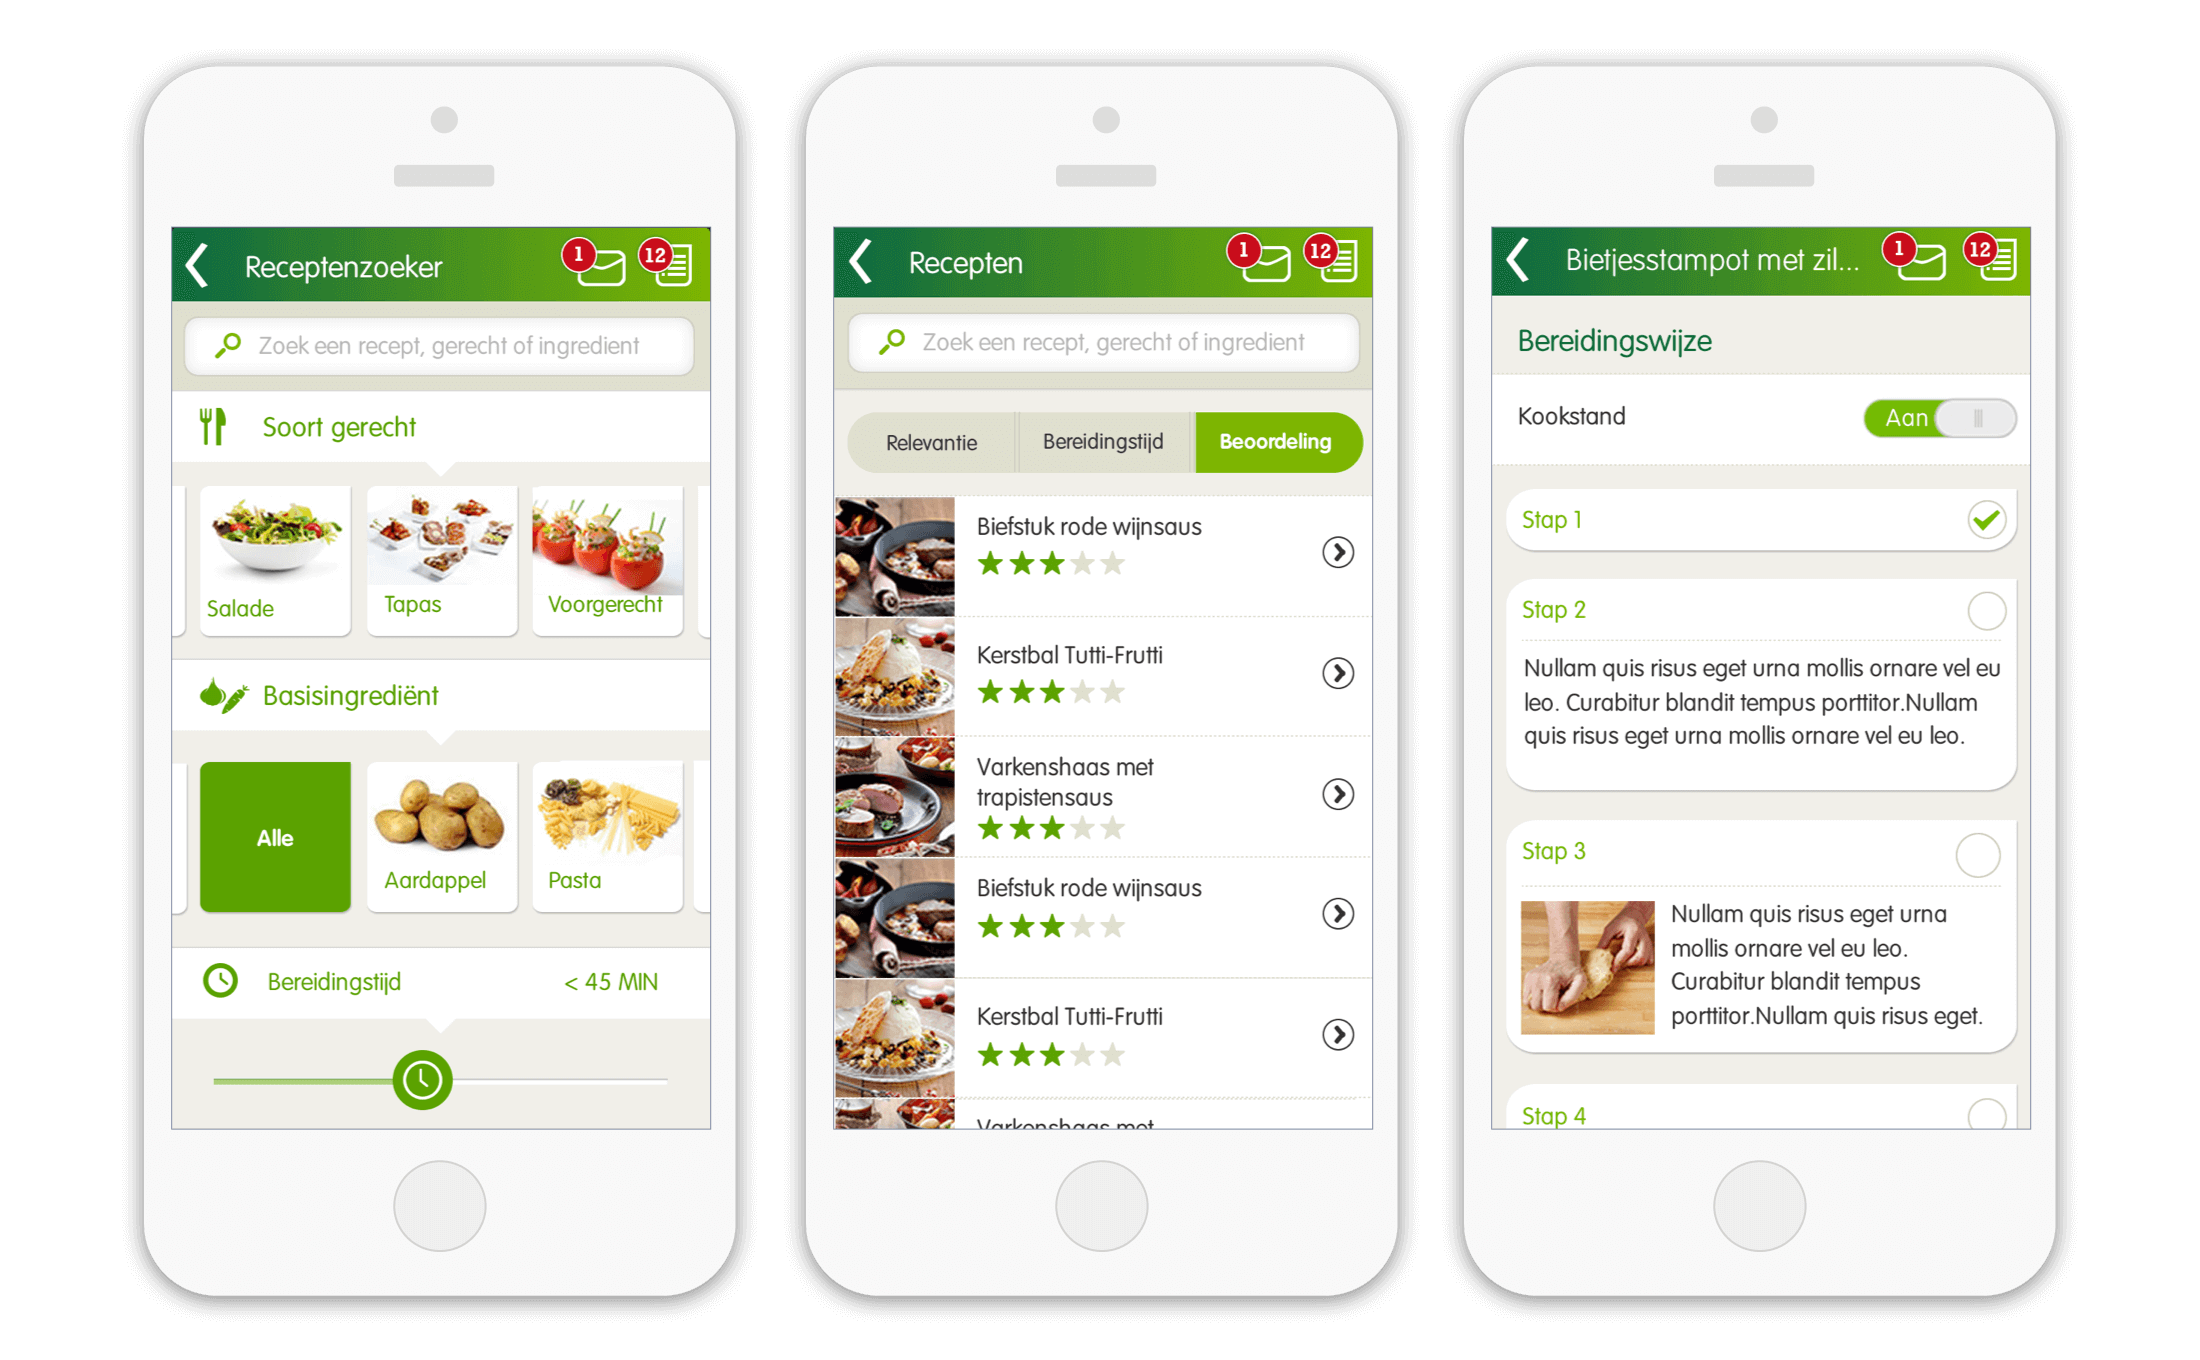 Receptenzoeker
1
12
Zoek een recept, gerecht of ingredient
Soort gerecht
Salade
Tapas
Voorgerecht
Basisingrediënt
Alle
Aardappel
Pasta
Bereidingstijd
< 45 MIN
Recepten
1
12
Zoek een recept, gerecht of ingredient
Relevantie
Bereidingstijd
Beoordeling
Biefstuk rode wijnsaus
Kerstbal Tutti-Frutti
Varkenshaas met
trapistensaus
Biefstuk rode wijnsaus
Kerstbal Tutti-Frutti
Varkenshaas met
Bietjesstampot met zil...
1
12
Bereidingswijze
Kookstand
Aan
Stap 1
Stap 2
Nullam quis risus eget urna mollis ornare vel eu
leo. Curabitur blandit tempus porttitor.Nullam
quis risus eget urna mollis ornare vel eu leo.
Stap 3
Nullam quis risus eget urna
mollis ornare vel eu leo.
Curabitur blandit tempus
porttitor.Nullam quis risus eget.
Stap 4